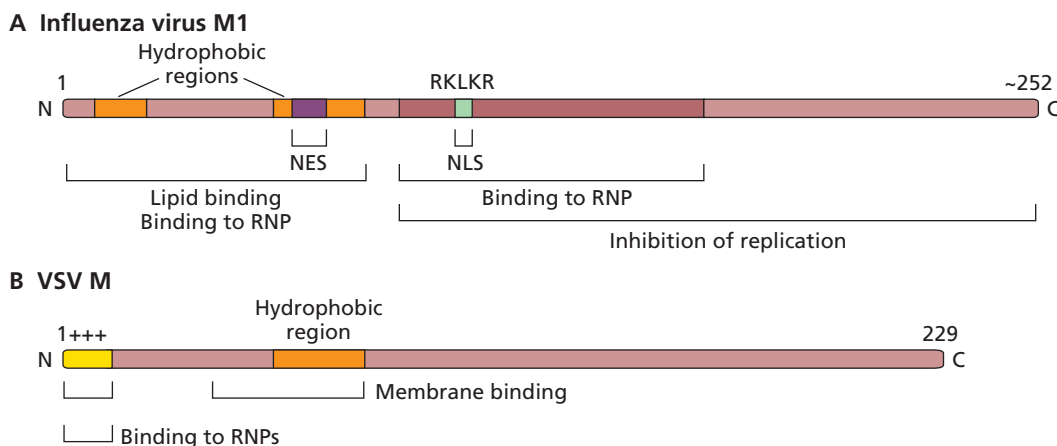 A Influenza virus M1
Hydrophobic
regions
1
RKLKR
~252
N
C
NES
NLS
Lipid binding
Binding to RNP
Binding to RNP
Inhibition of replication
B VSV M
Hydrophobic
region
1+++
229
N
C
Membrane binding
Binding to RNPs